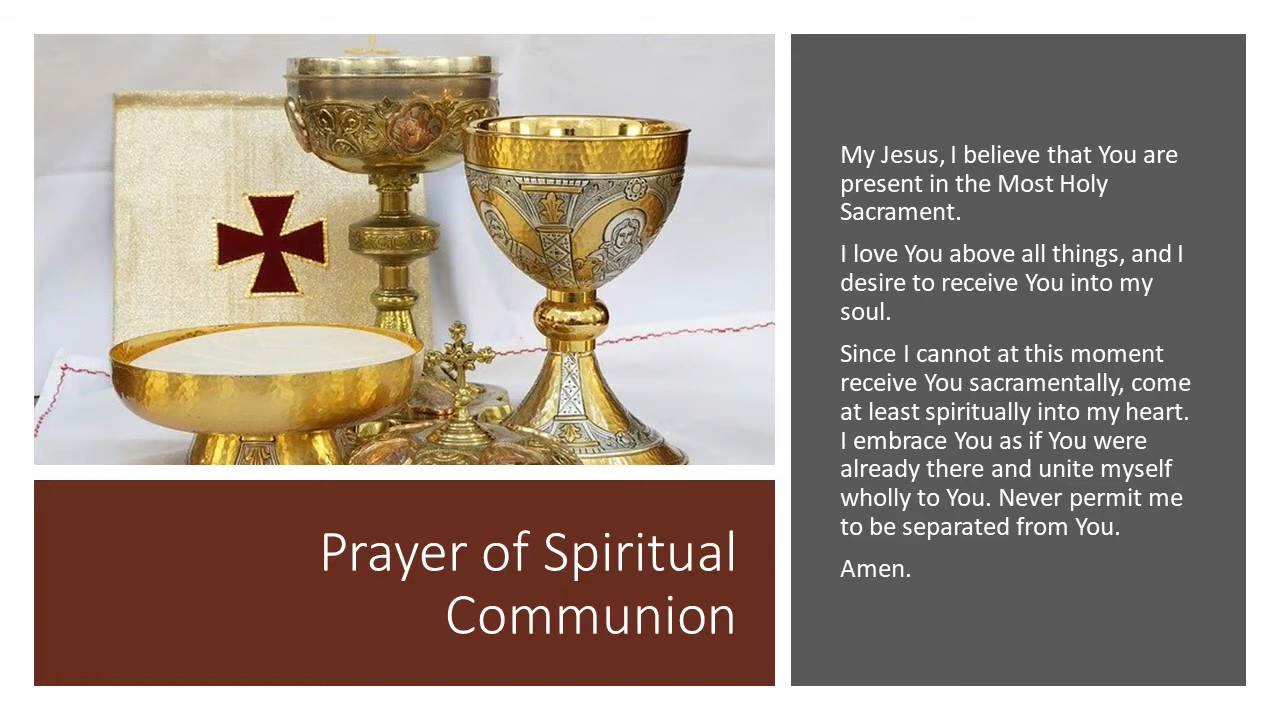 Prayer of Spiritual
Communion
My Jesus, I believe that You are
present in the Most Holy
Sacrament.
I love You above all things, and I
desire to receive You into my
soul.
Since I cannot at this moment
receive You sacramentally, come
at least spiritually into my heart.
I embrace You as if You were
already there and unite myself
wholly to You. Never permit me
to be separated from You.
Amen.